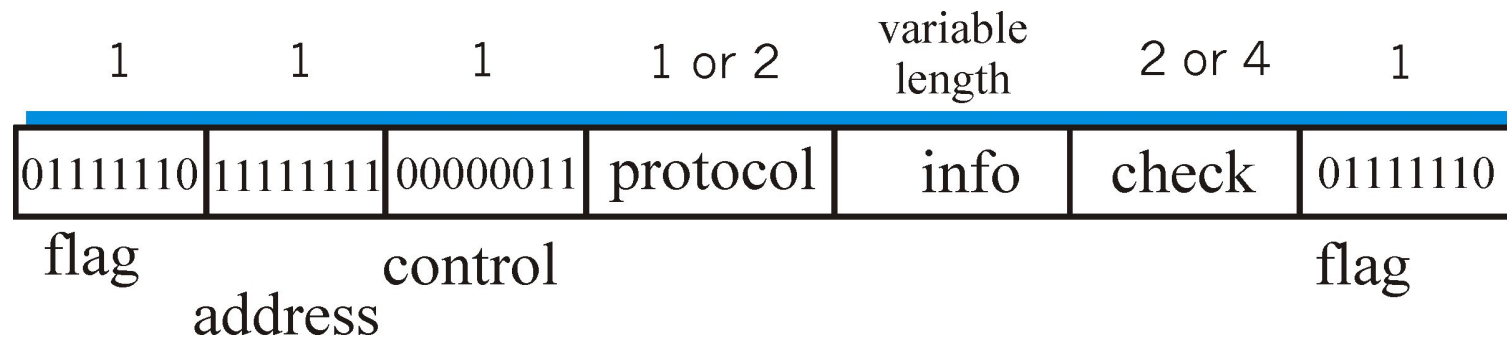 1 1 1 1 or 2 variable length 2 or 4 1
01111110 11111111 00000011 protocol info check 01111110
flag address control flag